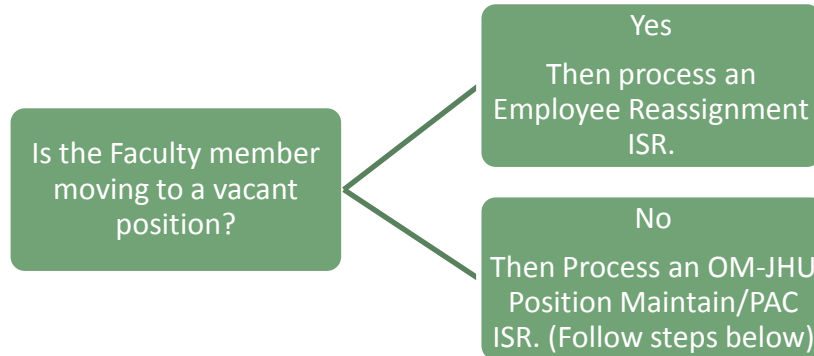 Is the Faculty member
moving to a vacant
position?
Yes
Then process an
Employee Reassignment
ISR.
No
Then Process an OM-JHU
Position Maintain/PAC
ISR. (Follow steps below)